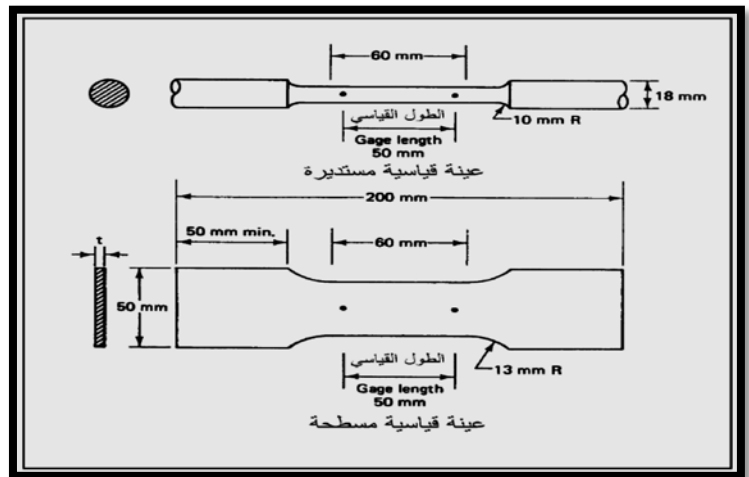 60 mm
18 mm
10 mm R
الطول القياسي
Gage length
50 mm
عينة قياسية مستديرة
200 mm
50 mm min.
60 mm
t
50 mm
الطول القياسي
Gage length
50 mm
13 mm R
عينة قياسية مسطحة